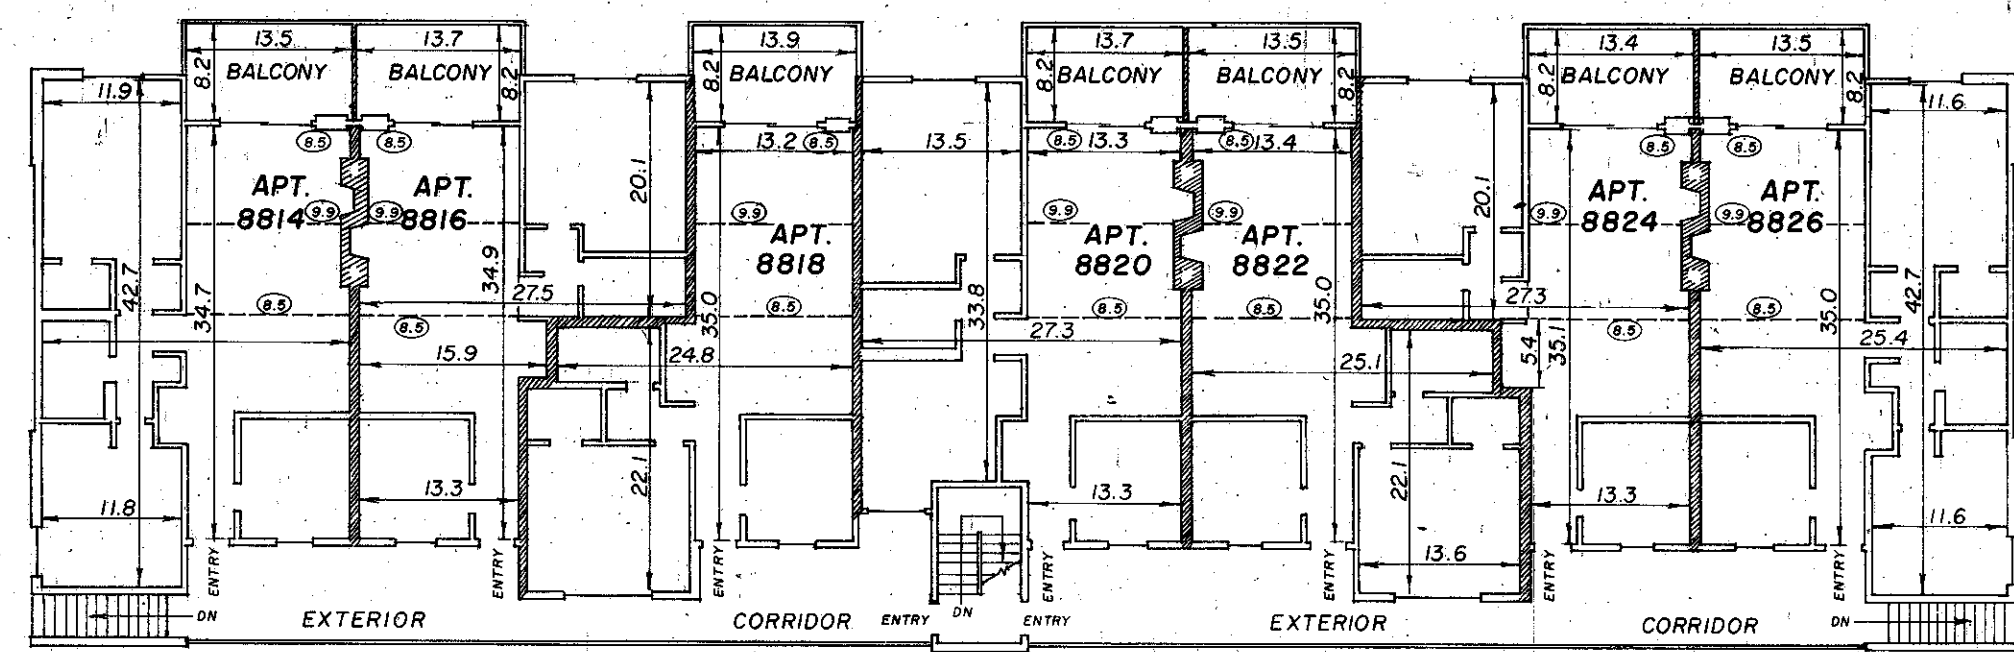 13.5 13.7 13.9 13.7 13.5 13.4 13.5
8.2 BALCONY BALCONY 8.2 8.2 BALCONY 8.2 BALCONY BALCONY 8.2 8.2 BALCONY BALCONY 8.2
11.9 11.6
8.5 8.5 13.2 8.5 13.5 8.5 13.3 8.5 13.4 8.5 8.5
20.1 20.1
APT.
8814
APT.
8816
APT.
8818
APT.
8820
APT.
8822
APT.
8824
APT.
8826
9.9 9.9 9.9 9.9 9.9 9.9 9.9
42.7 34.7 34.9 35.0 33.8 35.0 35.1 35.0 42.7
8.5 27.5 8.5 8.5 8.5 27.3 8.5
8.5 8.5
15.9 24.8 27.3 25.1 5.4 25.4
11.8 13.3 22.1 13.3 22.1 13.3 11.6
13.6
ENTRY ENTRY ENTRY ENTRY ENTRY ENTRY ENTRY
DN EXTERIOR CORRIDOR ENTRY DN ENTRY EXTERIOR CORRIDOR DN